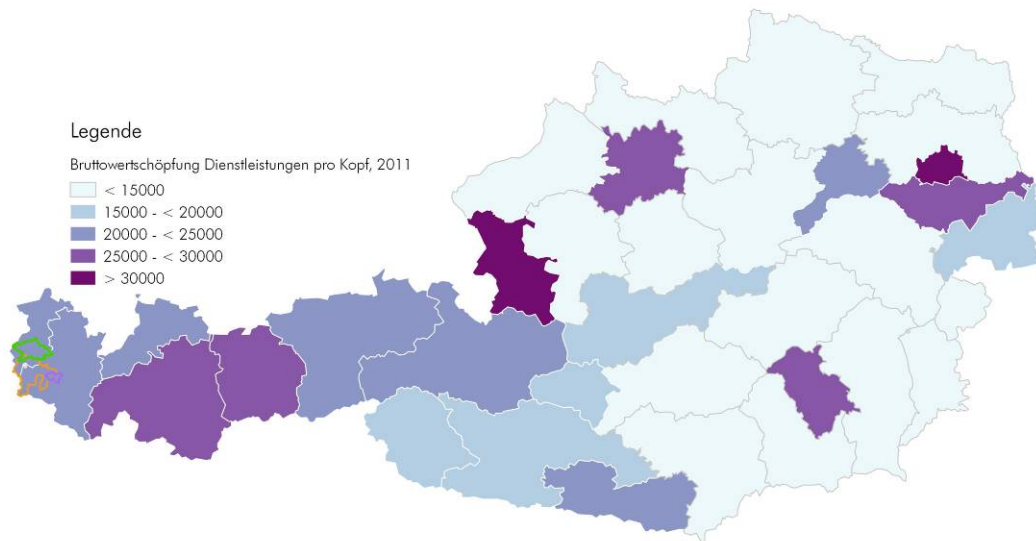 Legende
Bruttowertschöpfung Dienstleistungen pro Kopf, 2011
< 15000
15000 - < 20000
20000 - < 25000
25000 - < 30000
> 30000